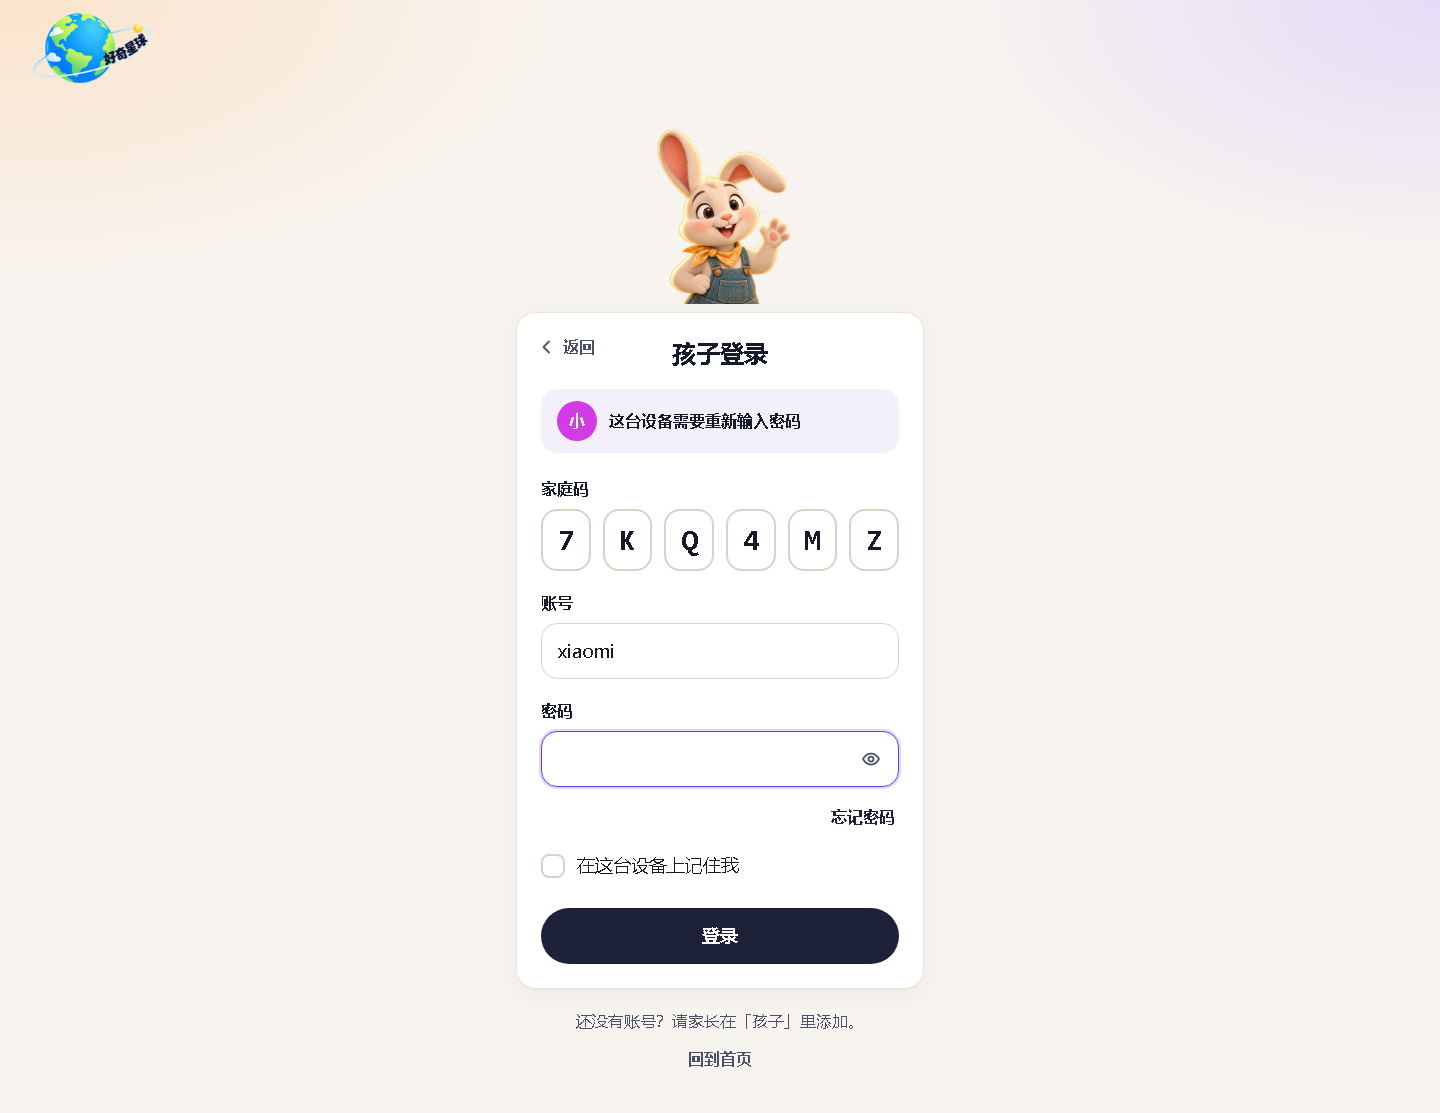 好奇星球
返回
孩子登录
小
这台设备需要重新输入密码
家庭码
7 K Q 4 M Z
账号
xiaomi
密码
忘记密码
在这台设备上记住我
登录
还没有账号？请家长在「孩子」里添加。
回到首页